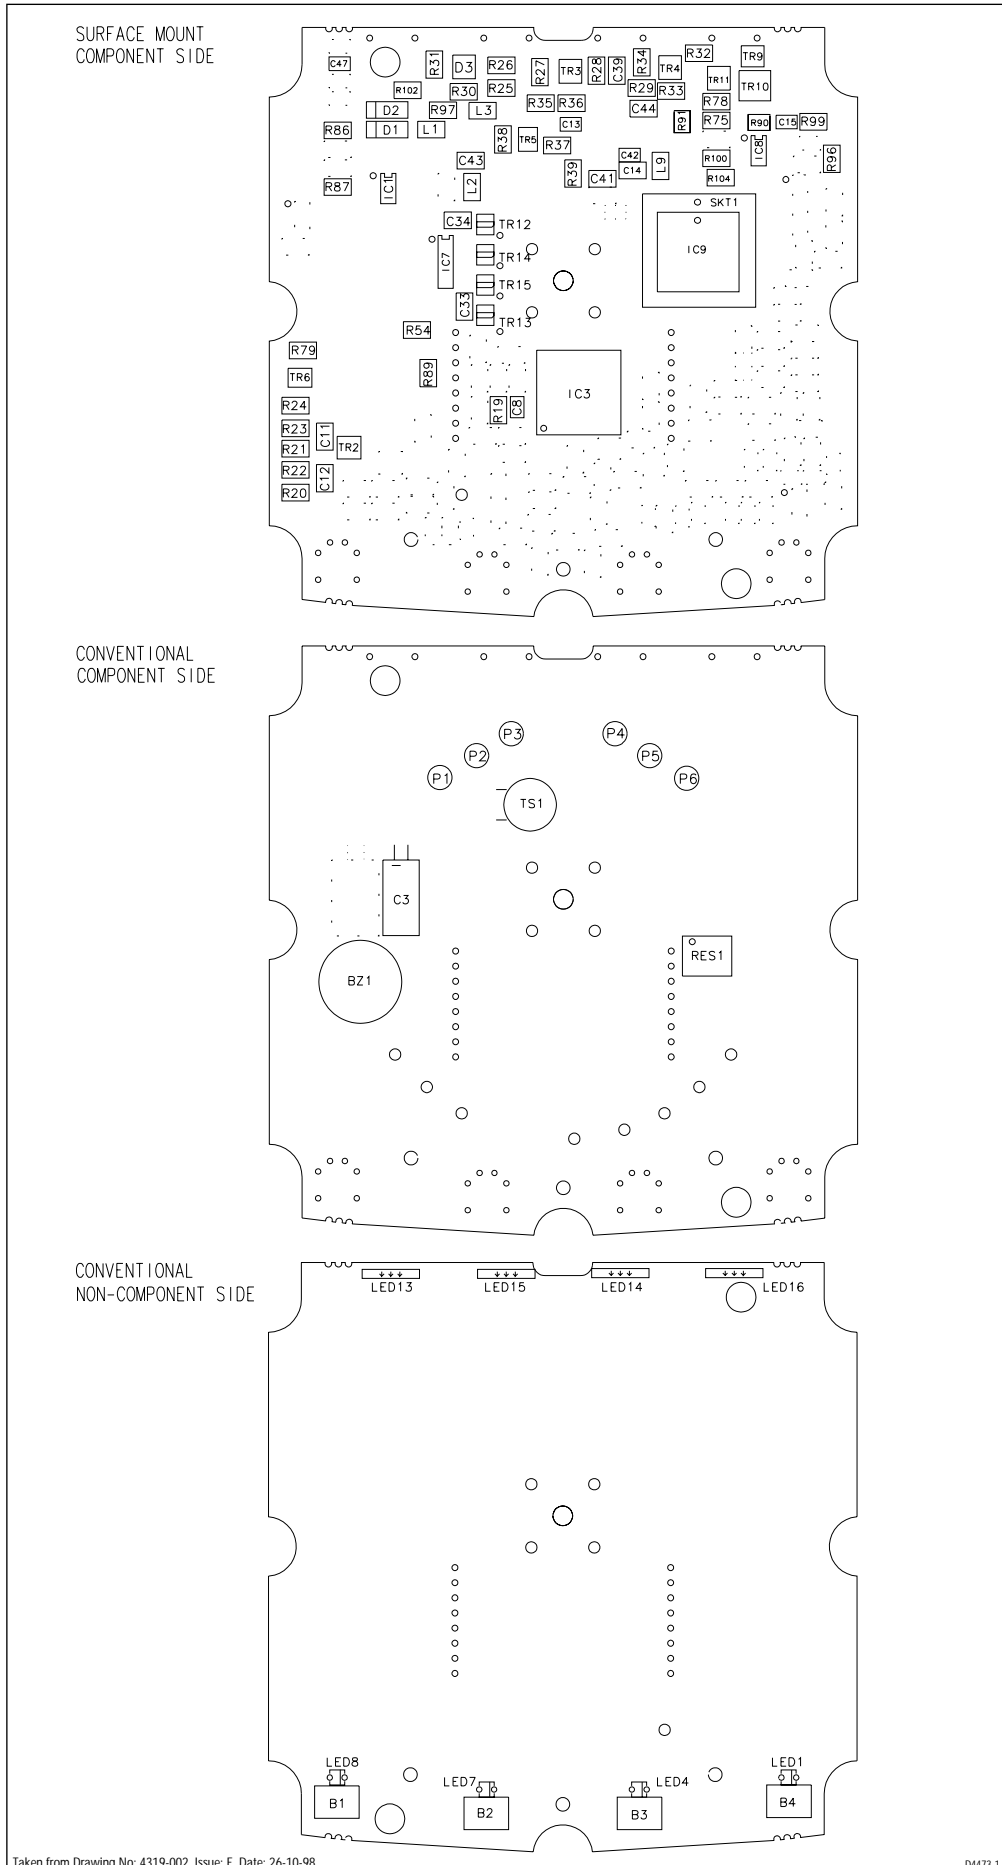 SURFACE MOUNT
COMPONENT SIDE
C47
R31
D3
R26
R27
TR3
R28
C39
R34
TR4
R32
TR9
R102
R30
R25
R29
R33
TR11
TR10
D2
R97
L3
R35
R36
C44
R78
R86
D1
L1
R38
TR5
C13
R37
R91
R75
R90
C15
R99
IC8
R87
IC1
C43
L2
R39
C41
C42
C14
L9
R100
R104
R96
SKT1
IC9
C34
TR12
IC7
TR14
TR15
C33
TR13
R54
R79
TR6
R89
IC3
R24
R19
C8
R23
C11
R21
TR2
R22
C12
R20
CONVENTIONAL
COMPONENT SIDE
P3
P4
P2
P5
P1
P6
TS1
C3
RES1
BZ1
CONVENTIONAL
NON-COMPONENT SIDE
LED13
LED15
LED14
LED16
LED8
LED7
LED4
LED1
B1
B2
B3
B4
Taken from Drawing No: 4319-002, Issue: F, Date: 26-10-98
D4473-1